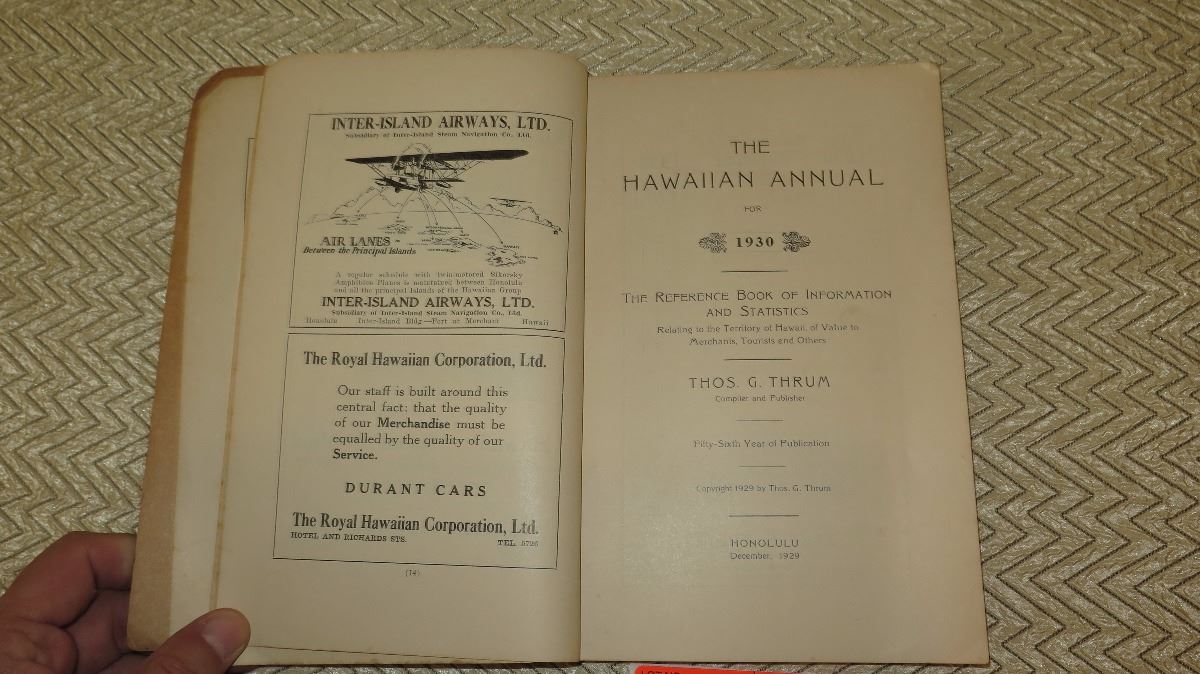 INTER-ISLAND AIRWAYS, LTD.
Subsidiary of Inter-Island Steam Navigation Co., Ltd.
HAWAII
AIR LANES
Between the Principal Islands
A regular schedule with twin-motored Sikorsky
Amphibion Planes is maintained between Honolulu
and all the principal Islands of the Hawaiian Group
INTER-ISLAND AIRWAYS, LTD.
Subsidiary of Inter-Island Steam Navigation Co., Ltd.
Honolulu Inter-Island Bldg—Fort at Merchant Hawaii
The Royal Hawaiian Corporation, Ltd.
Our staff is built around this
central fact: that the quality
of our Merchandise must be
equalled by the quality of our
Service.
DURANT CARS
The Royal Hawaiian Corporation, Ltd.
HOTEL AND RICHARDS STS. TEL. 5726
(14)
THE
HAWAIIAN ANNUAL
FOR
1930
THE REFERENCE BOOK OF INFORMATION
AND STATISTICS
Relating to the Territory of Hawaii, of Value to
Merchants, Tourists and Others
THOS. G. THRUM
Compiler and Publisher
Fifty-Sixth Year of Publication
Copyright 1929 by Thos. G. Thrum
HONOLULU
December, 1929